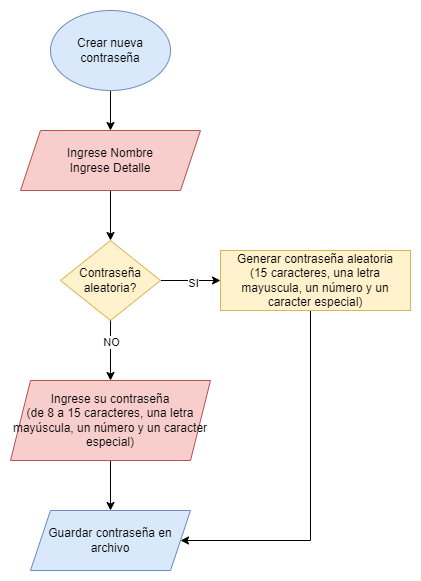 Crear nueva
contraseña
Ingrese Nombre
Ingrese Detalle
Contraseña
aleatoria?
SI
Generar contraseña aleatoria
(15 caracteres, una letra
mayuscula, un número y un
caracter especial)
NO
Ingrese su contraseña
(de 8 a 15 caracteres, una letra
mayúscula, un número y un caracter
especial)
Guardar contraseña en
archivo